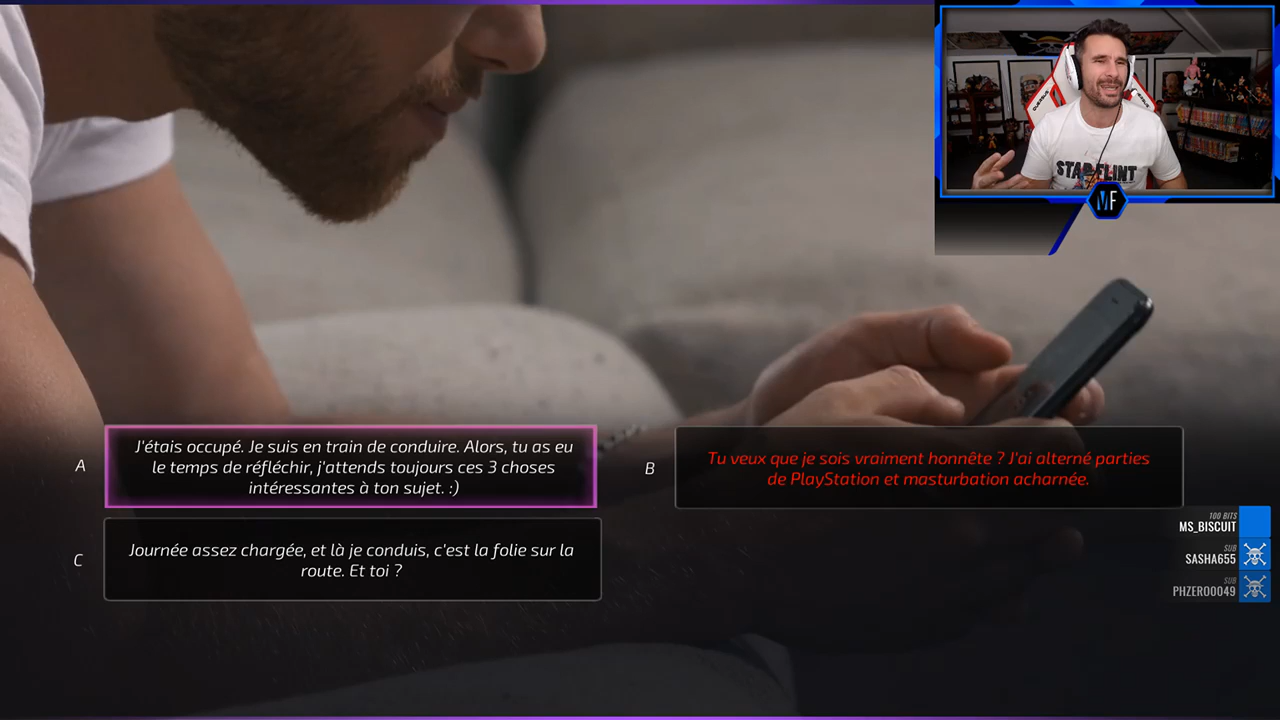 STARFLINT
MF
A
J'étais occupé. Je suis en train de conduire. Alors, tu as eu
le temps de réfléchir, j'attends toujours ces 3 choses
intéressantes à ton sujet. :)
B
Tu veux que je sois vraiment honnête ? J'ai alterné parties
de PlayStation et masturbation acharnée.
C
Journée assez chargée, et là je conduis, c'est la folie sur la
route. Et toi ?
100 BITS
MS_BISCUIT
SUB
SASHA655
SUB
PHZER00049